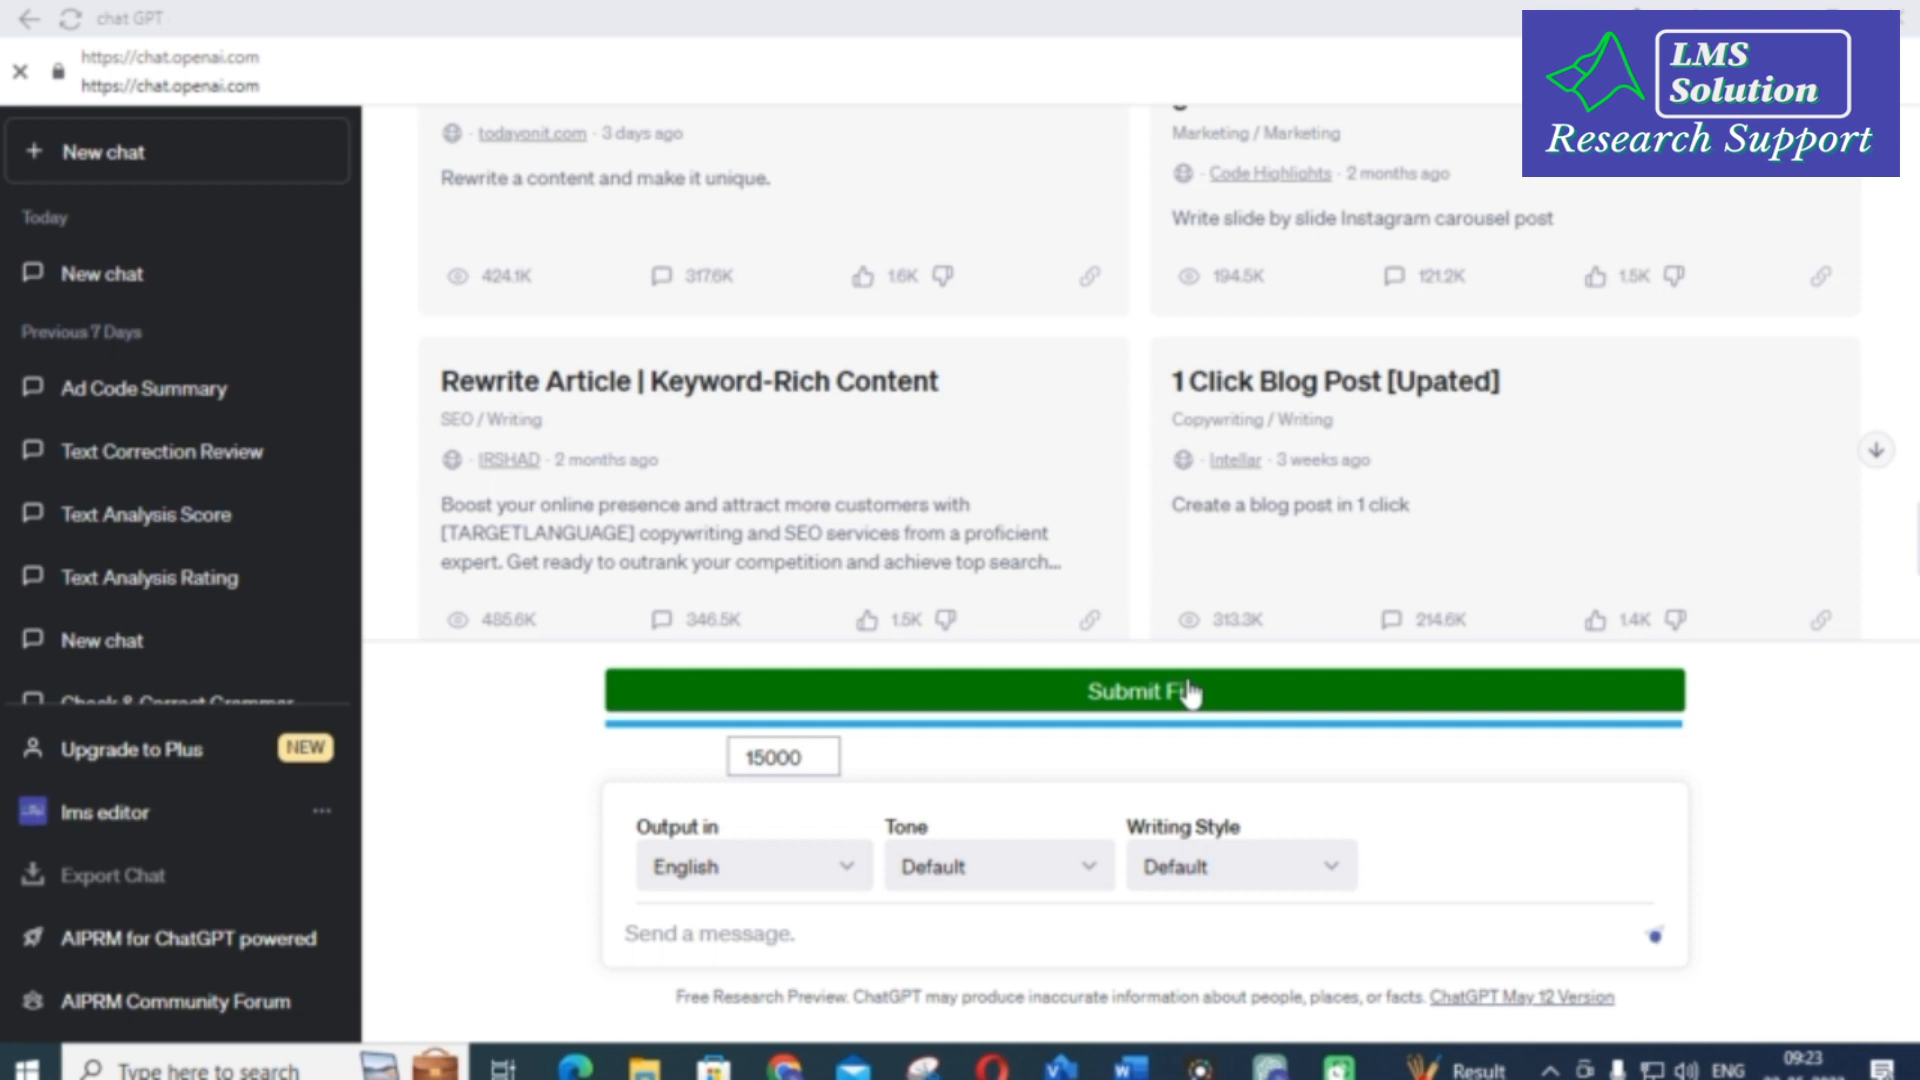 chat GPT
https://chat.openai.com
https://chat.openai.com
LMS
Solution
Research Support
New chat
Today
New chat
Previous 7 Days
Ad Code Summary
Text Correction Review
Text Analysis Score
Text Analysis Rating
New chat
Check & Correct Grammar
Upgrade to Plus
NEW
lms editor
Export Chat
AIPRM for ChatGPT powered
AIPRM Community Forum
· todayonit.com · 3 days ago
Rewrite a content and make it unique.
424.1K 317.6K 1.6K
Marketing / Marketing
· Code Highlights · 2 months ago
Write slide by slide Instagram carousel post
194.5K 121.2K 1.5K
Rewrite Article | Keyword-Rich Content
SEO / Writing
· IRSHAD · 2 months ago
Boost your online presence and attract more customers with
[TARGETLANGUAGE] copywriting and SEO services from a proficient
expert. Get ready to outrank your competition and achieve top search...
485.6K 346.5K 1.5K
1 Click Blog Post [Upated]
Copywriting / Writing
· Intellar · 3 weeks ago
Create a blog post in 1 click
313.3K 214.6K 1.4K
Submit
15000
Output in Tone Writing Style
English Default Default
Send a message.
Free Research Preview. ChatGPT may produce inaccurate information about people, places, or facts. ChatGPT May 12 Version
Type here to search
Result
ENG
09:23